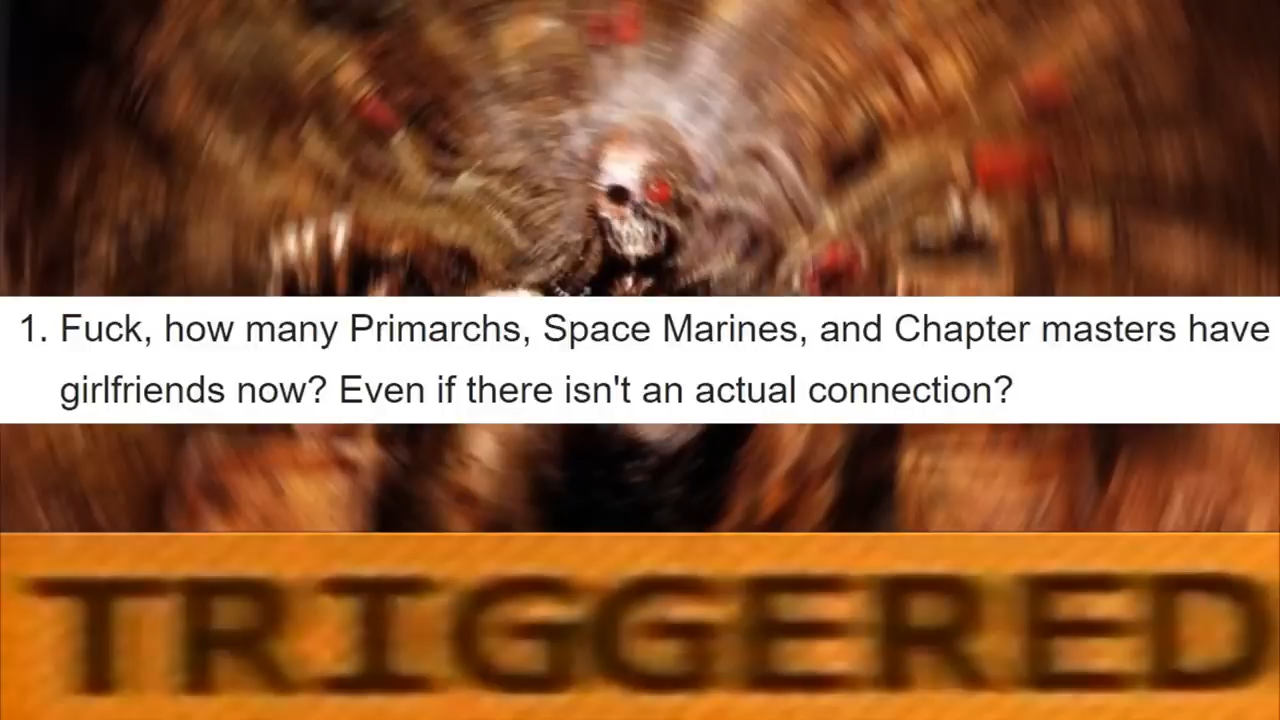 1. Fuck, how many Primarchs, Space Marines, and Chapter masters have
girlfriends now? Even if there isn't an actual connection?
TRIGGERED